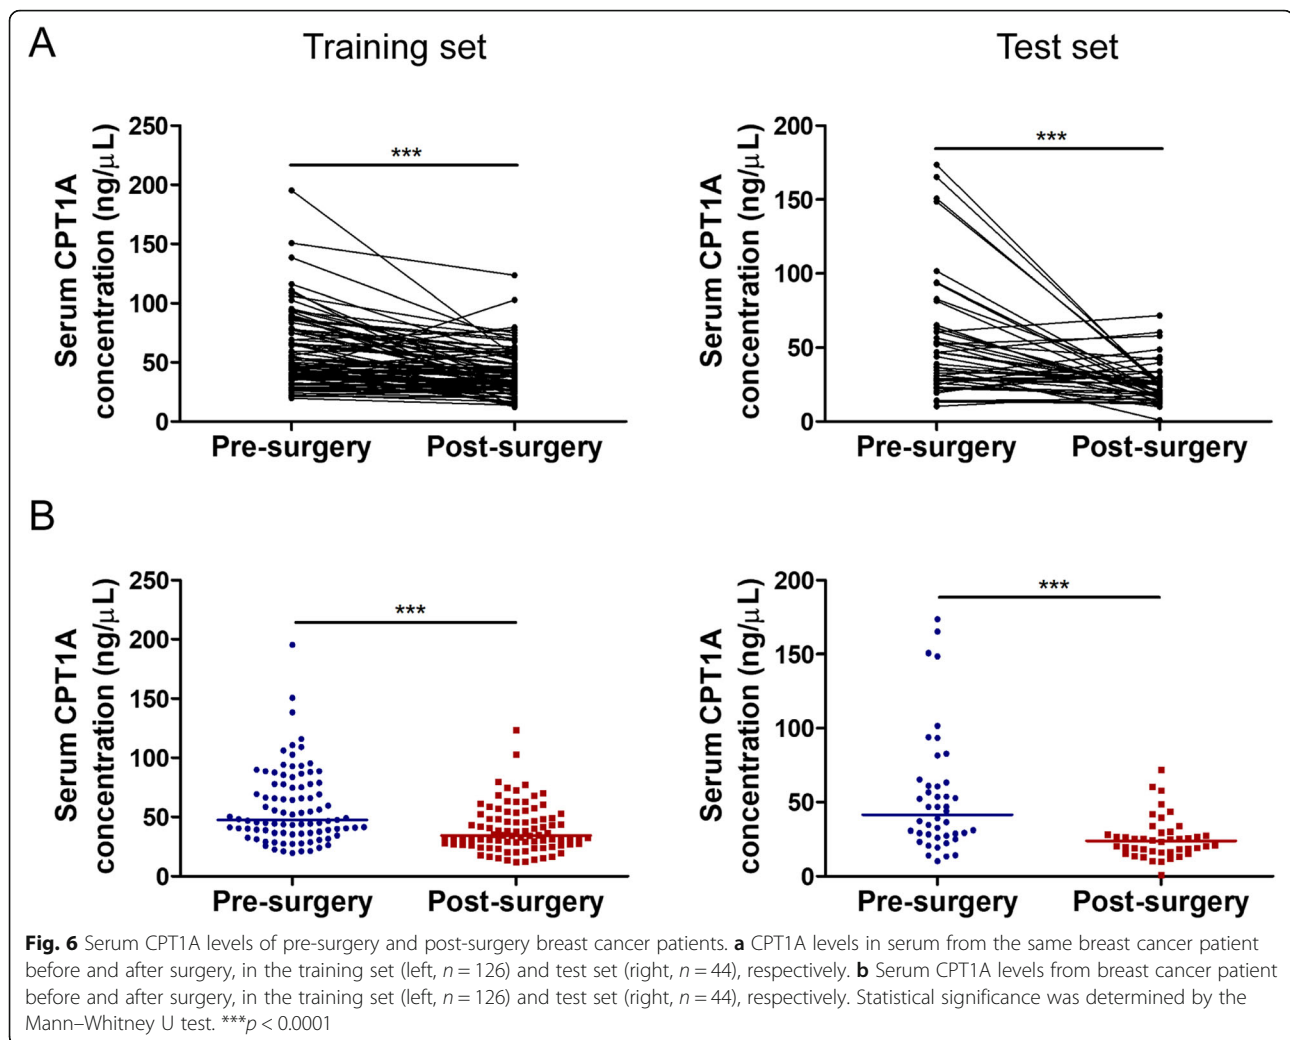 A
Training set
Test set
Serum CPT1A
concentration (ng/μL)
250
200
150
100
50
0
***
Pre-surgery
Post-surgery
Serum CPT1A
concentration (ng/μL)
200
150
100
50
0
***
Pre-surgery
Post-surgery
B
Serum CPT1A
concentration (ng/μL)
250
200
150
100
50
0
***
Pre-surgery
Post-surgery
Serum CPT1A
concentration (ng/μL)
200
150
100
50
0
***
Pre-surgery
Post-surgery
Fig. 6 Serum CPT1A levels of pre-surgery and post-surgery breast cancer patients. a CPT1A levels in serum from the same breast cancer patient
before and after surgery, in the training set (left, n = 126) and test set (right, n = 44), respectively. b Serum CPT1A levels from breast cancer patient
before and after surgery, in the training set (left, n = 126) and test set (right, n = 44), respectively. Statistical significance was determined by the
Mann–Whitney U test. ***p < 0.0001